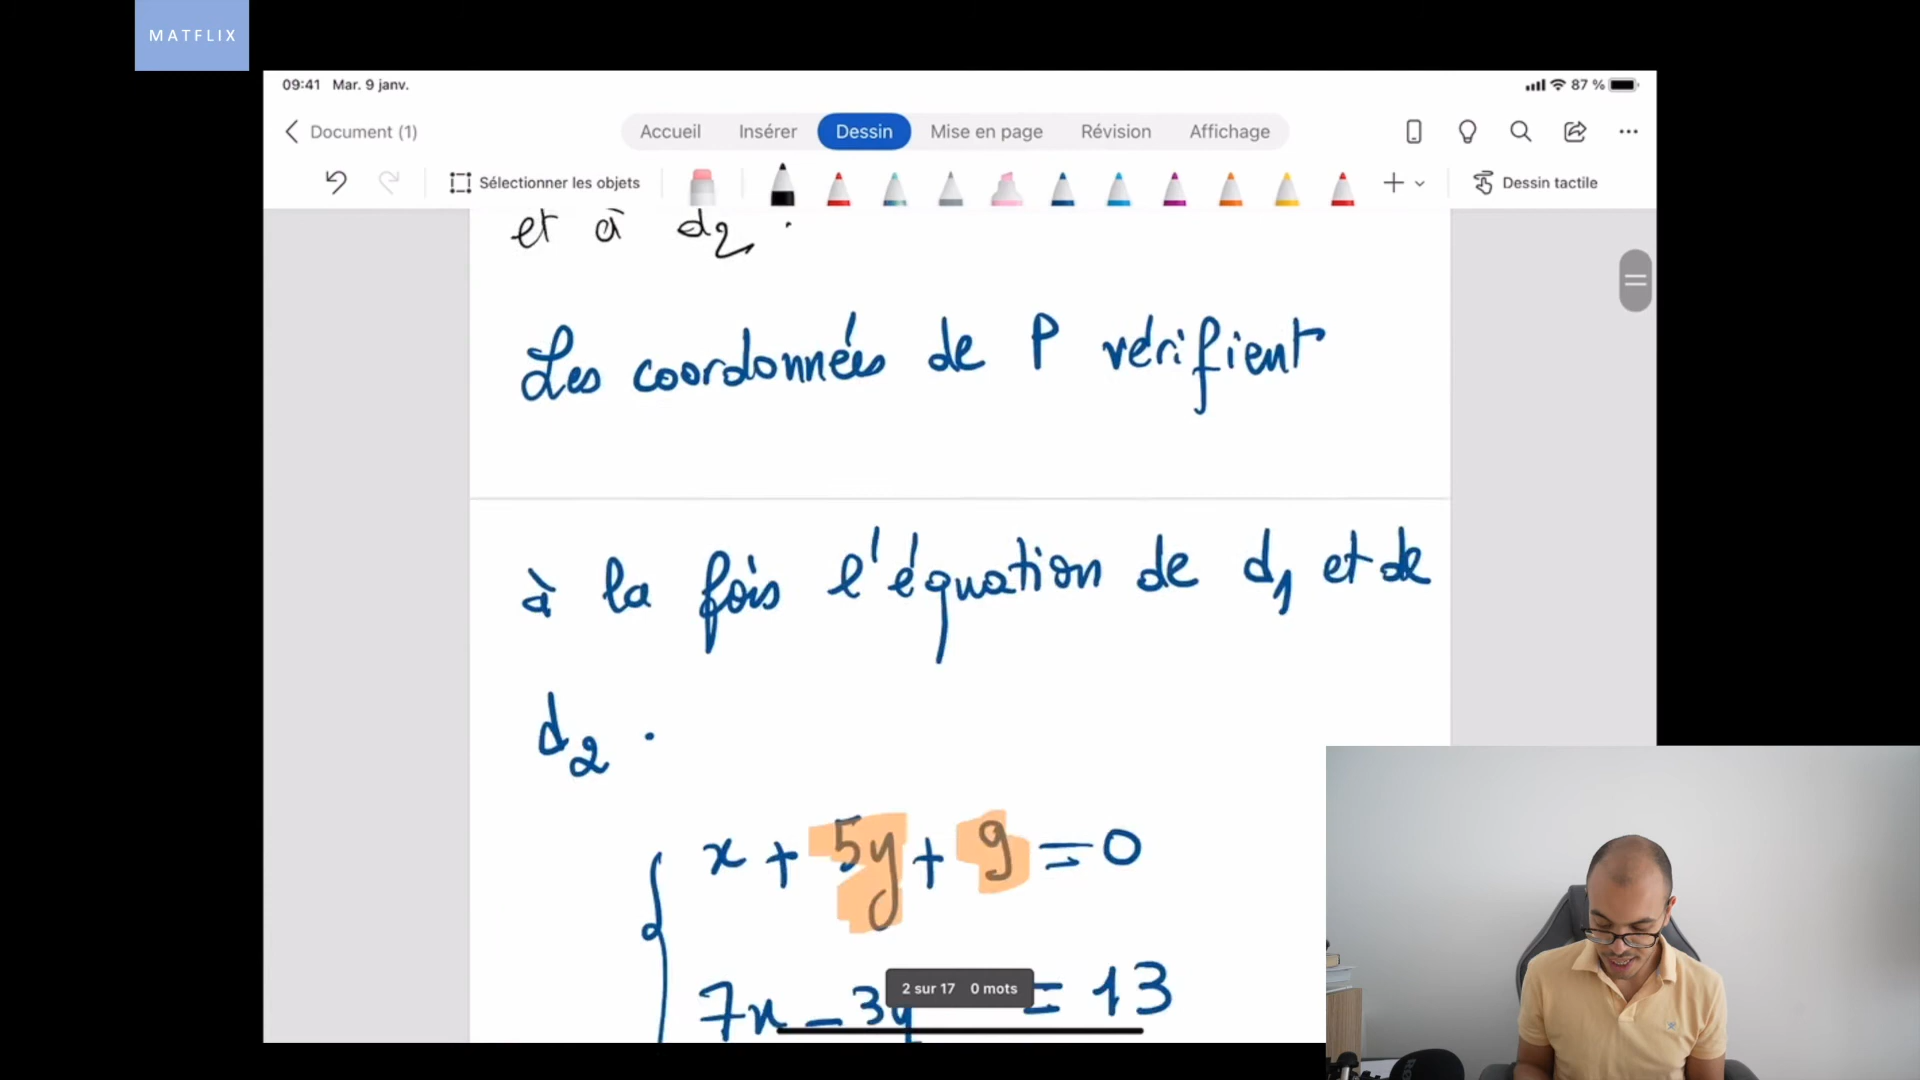 MATFLIX
09:41 Mar. 9 janv. 87 %
Document (1) Accueil Insérer Dessin Mise en page Révision Affichage
Sélectionner les objets Dessin tactile
et à d2.
Les coordonnées de P vérifient
à la fois l'équation de d1 et de
d2.
x + 5y + 9 = 0
7x - 3y = 13
2 sur 17 0 mots